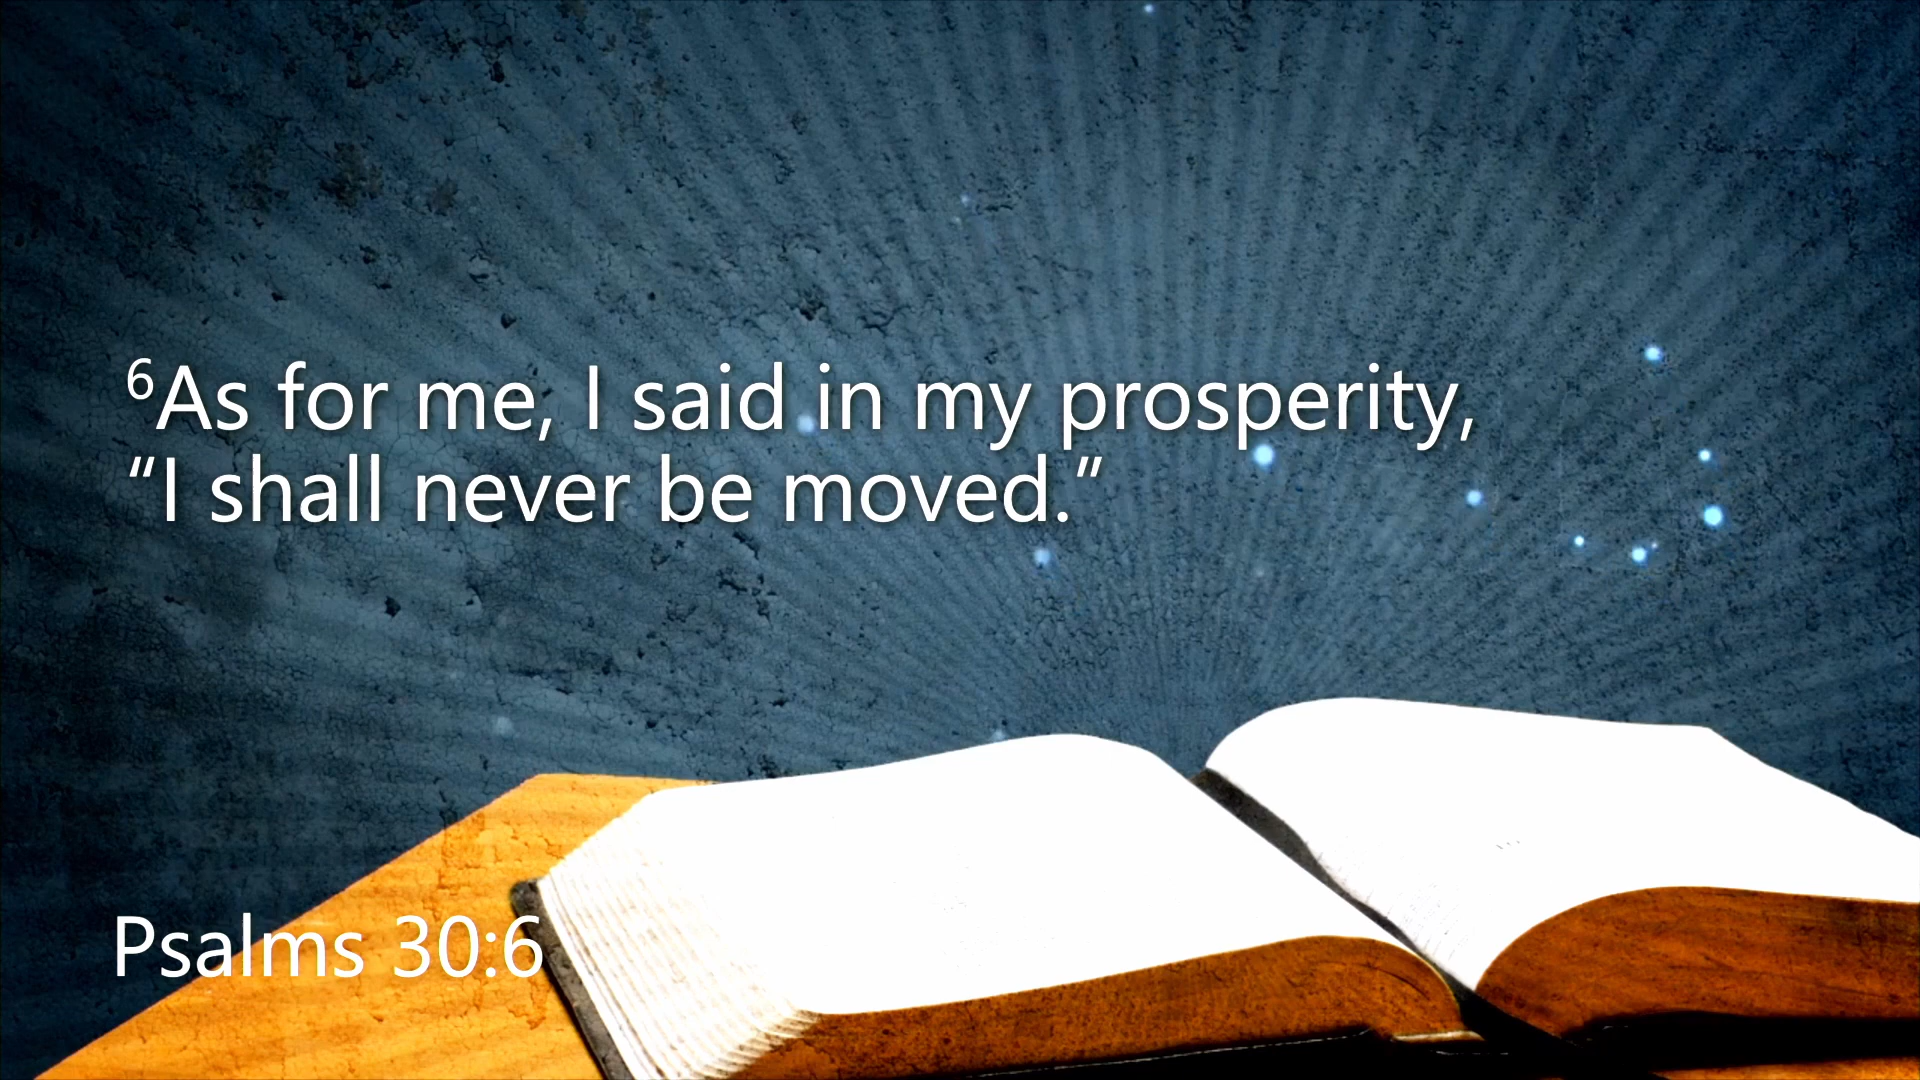 ⁶As for me, I said in my prosperity,
“I shall never be moved.”
Psalms 30:6